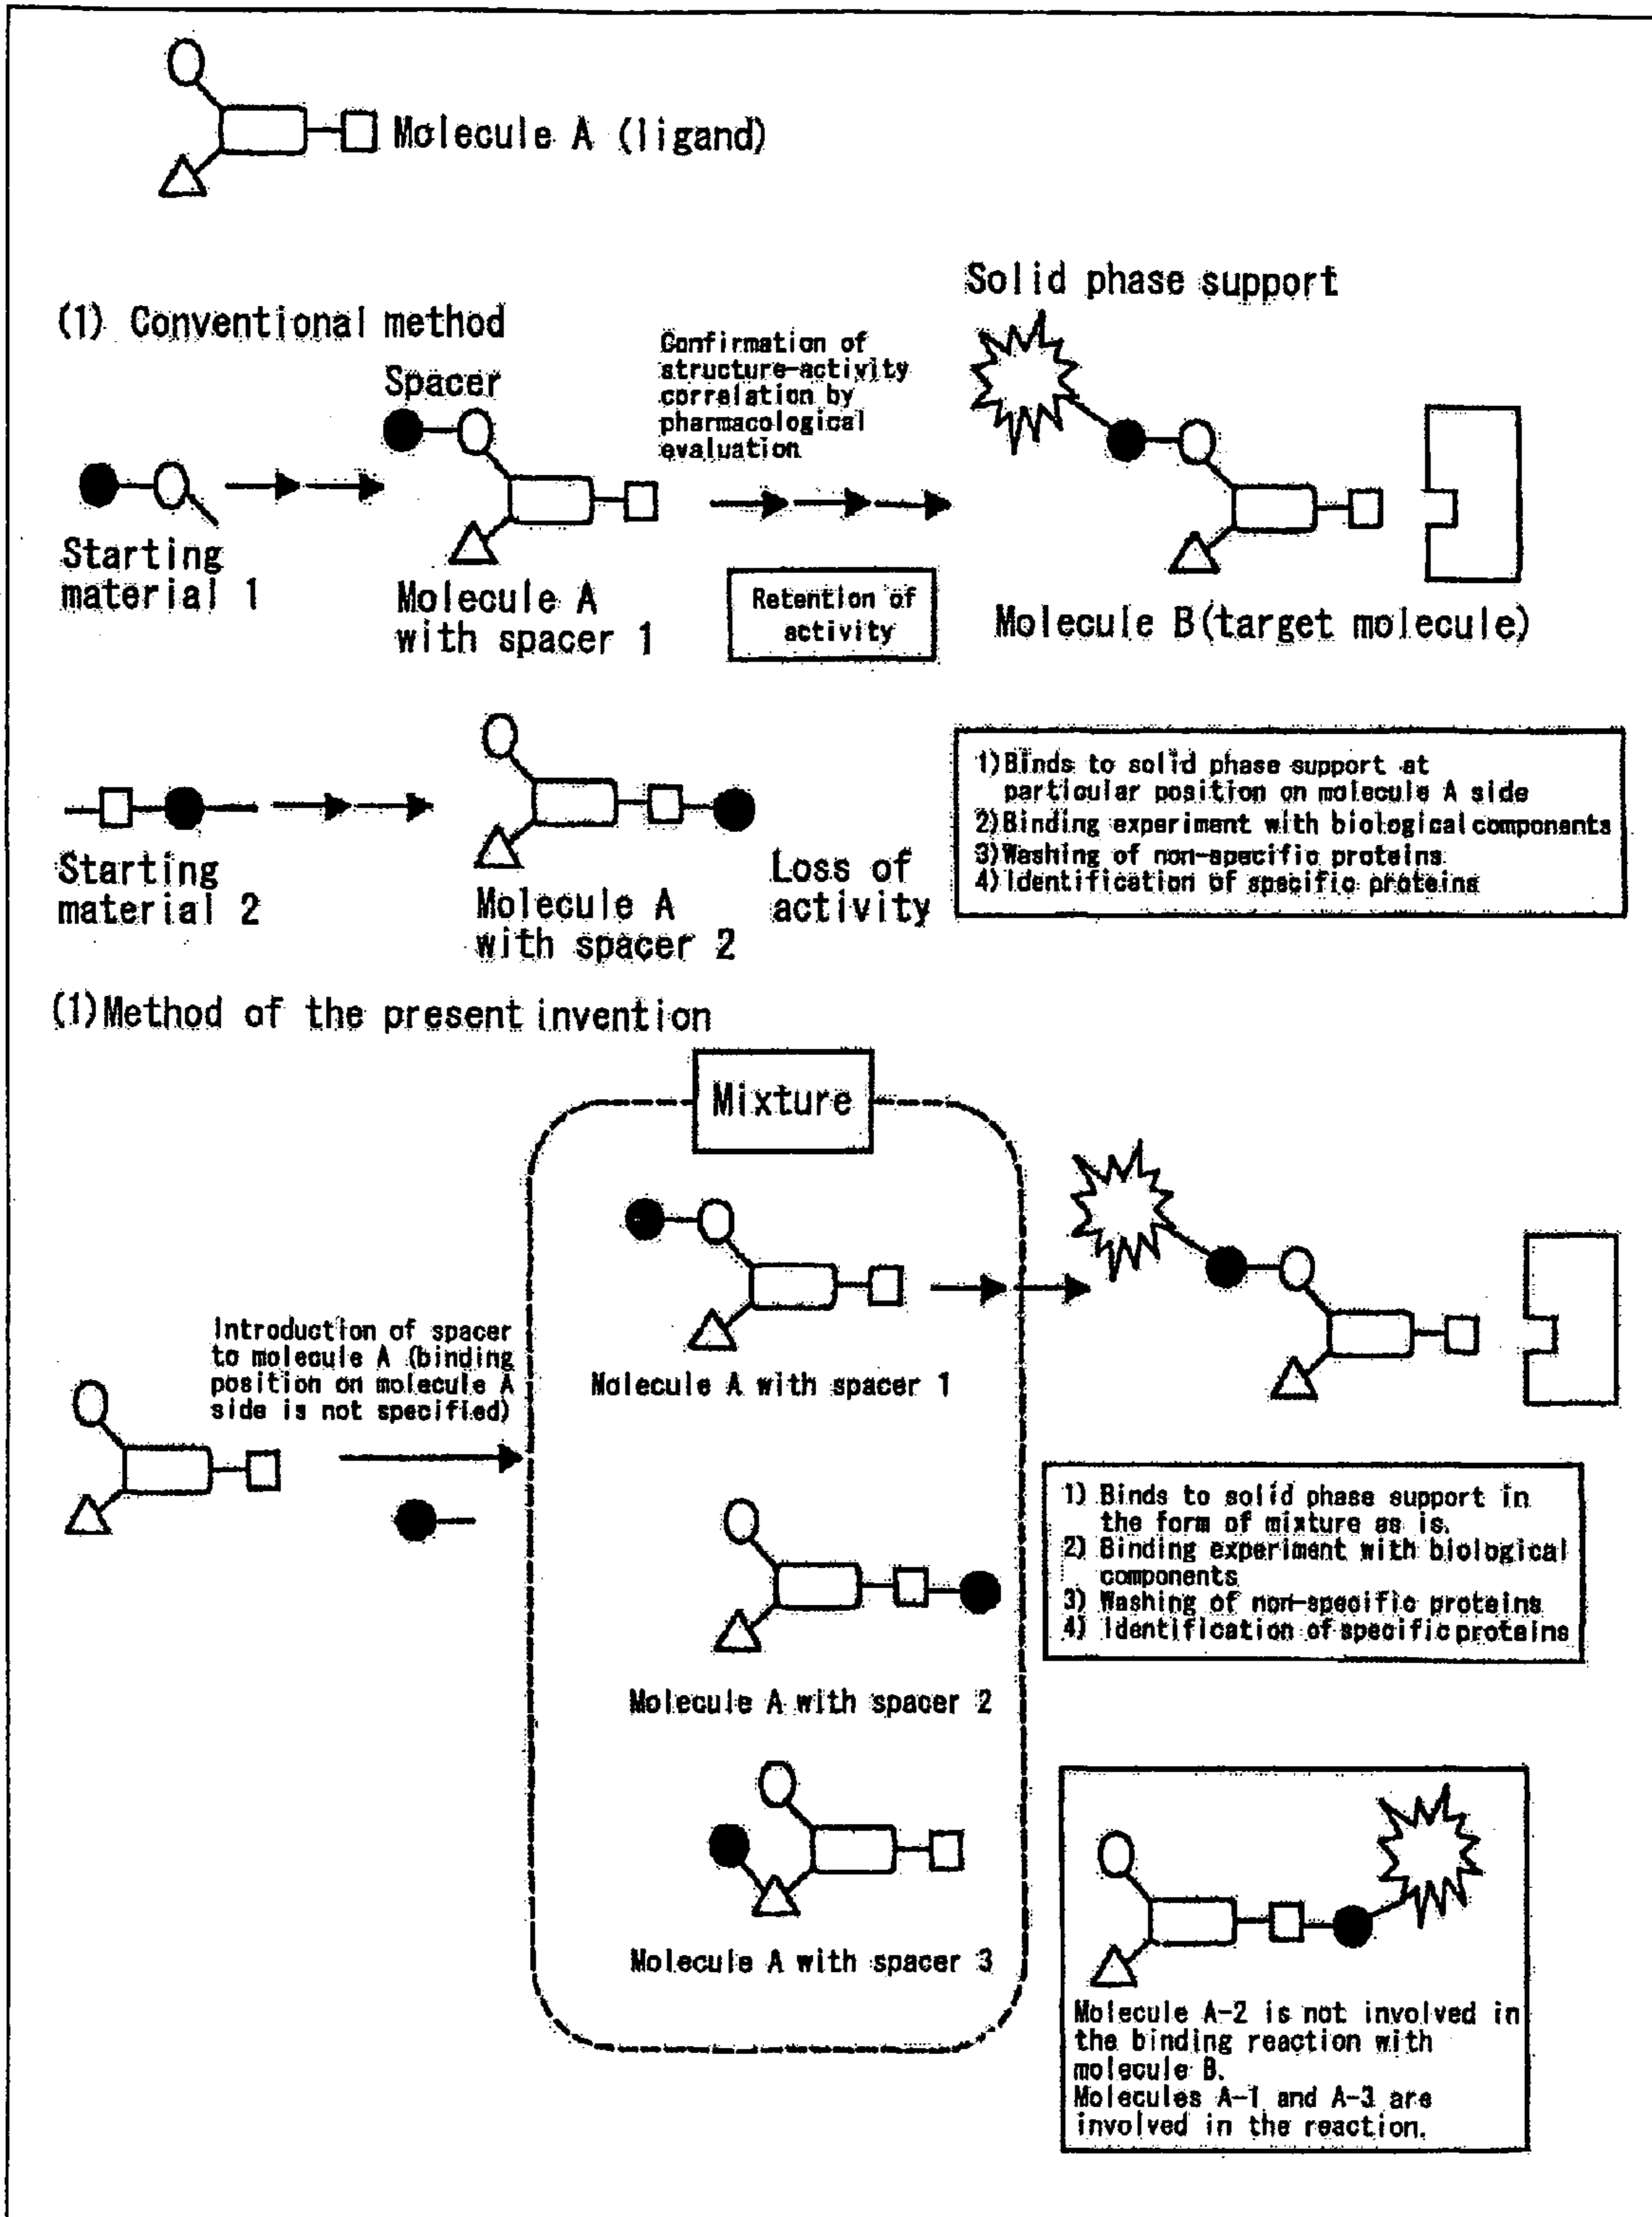 Molecule A (ligand)
Solid phase support
(1) Conventional method
Spacer
Confirmation of
structure-activity
correlation by
pharmacological
evaluation
Starting
material 1
Molecule A
with spacer 1
Retention of
activity
Molecule B(target molecule)
Starting
material 2
Molecule A
with spacer 2
Loss of
activity
1)Binds to solid phase support at
particular position on molecule A side
2)Binding experiment with biological components
3)Washing of non-specific proteins
4)Identification of specific proteins
(1)Method of the present invention
Mixture
Introduction of spacer
to molecule A (binding
position on molecule A
side is not specified)
Molecule A with spacer 1
1) Binds to solid phase support in
the form of mixture as is.
2) Binding experiment with biological
components
3) Washing of non-specific proteins
4) Identification of specific proteins
Molecule A with spacer 2
Molecule A with spacer 3
Molecule A-2 is not involved in
the binding reaction with
molecule B.
Molecules A-1 and A-3 are
involved in the reaction.